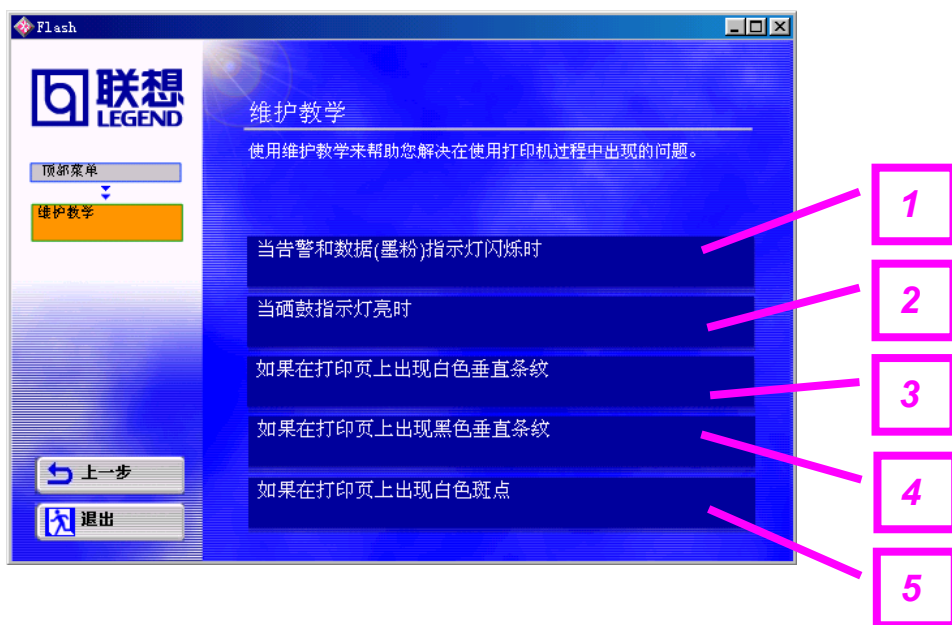 Flash
联想
LEGEND
顶部菜单
维护教学
上一步
退出
维护教学
使用维护教学来帮助您解决在使用打印机过程中出现的问题。
当告警和数据(墨粉)指示灯闪烁时
当硒鼓指示灯亮时
如果在打印页上出现白色垂直条纹
如果在打印页上出现黑色垂直条纹
如果在打印页上出现白色斑点
1
2
3
4
5